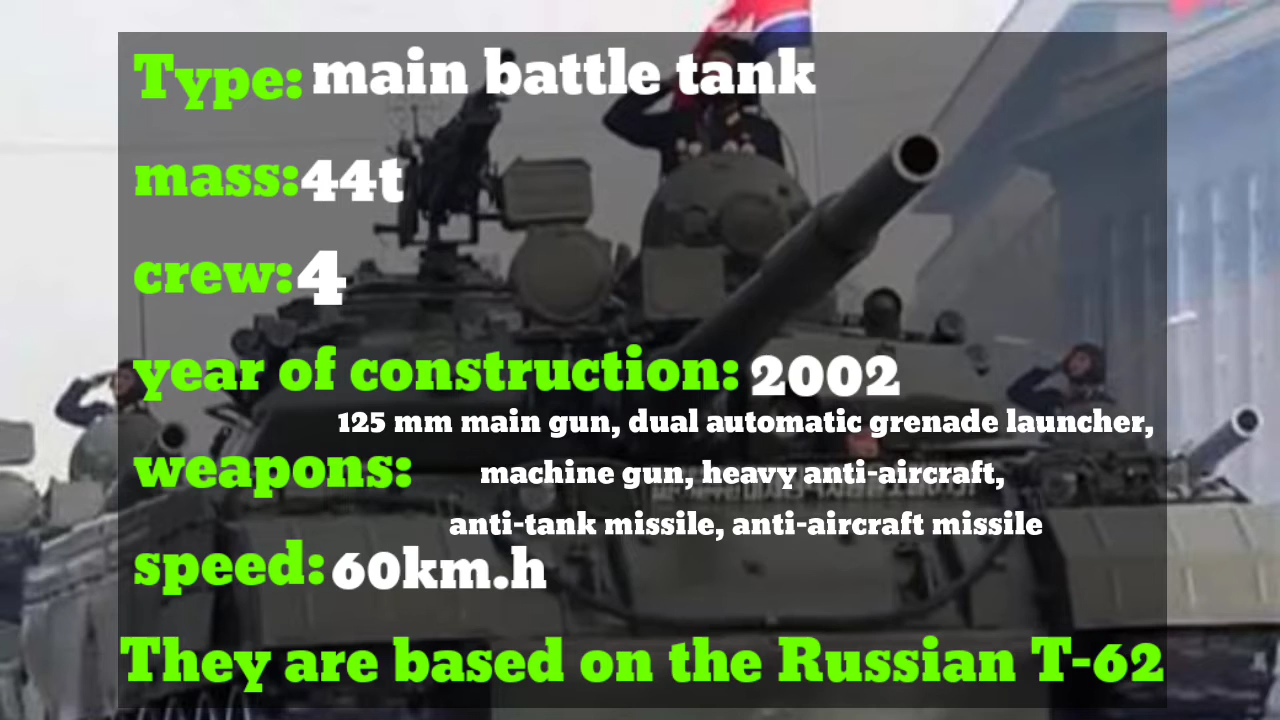 Type: main battle tank
mass:44t
crew:4
year of construction: 2002
125 mm main gun, dual automatic grenade launcher,
weapons: machine gun, heavy anti-aircraft,
anti-tank missile, anti-aircraft missile
speed:60km.h
They are based on the Russian T-62